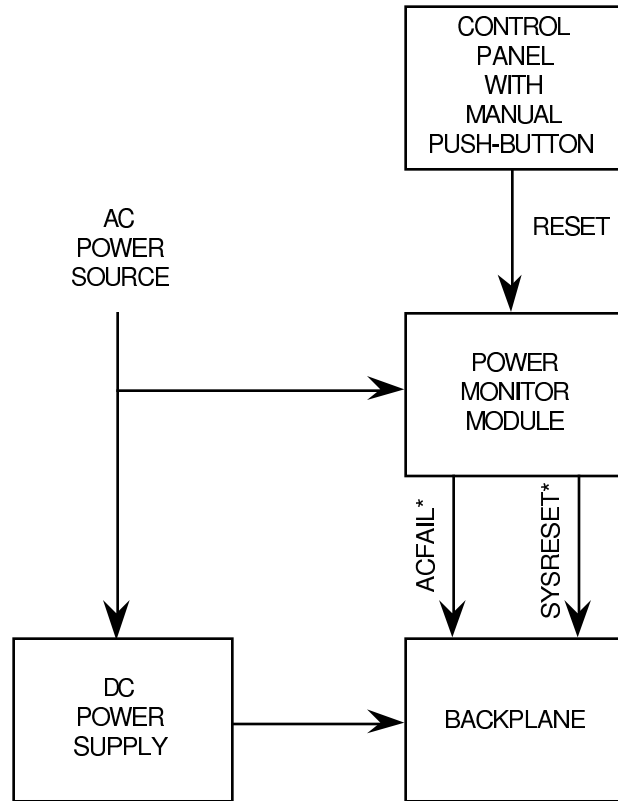 CONTROL
PANEL
WITH
MANUAL
PUSH-BUTTON
RESET
AC
POWER
SOURCE
POWER
MONITOR
MODULE
ACFAIL*
SYSRESET*
DC
POWER
SUPPLY
BACKPLANE